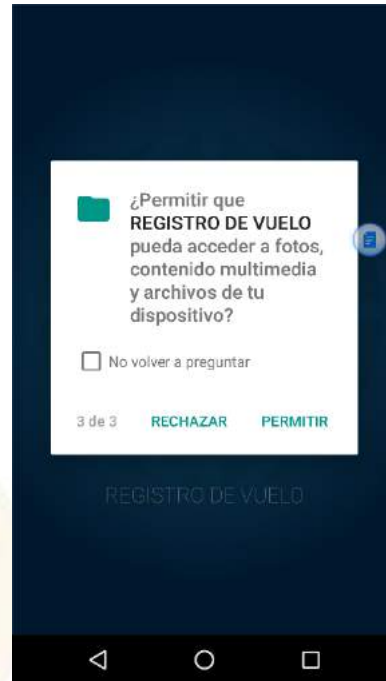 ¿Permitir que
REGISTRO DE VUELO
pueda acceder a fotos,
contenido multimedia
y archivos de tu
dispositivo?
No volver a preguntar
3 de 3 RECHAZAR PERMITIR
REGISTRO DE VUELO